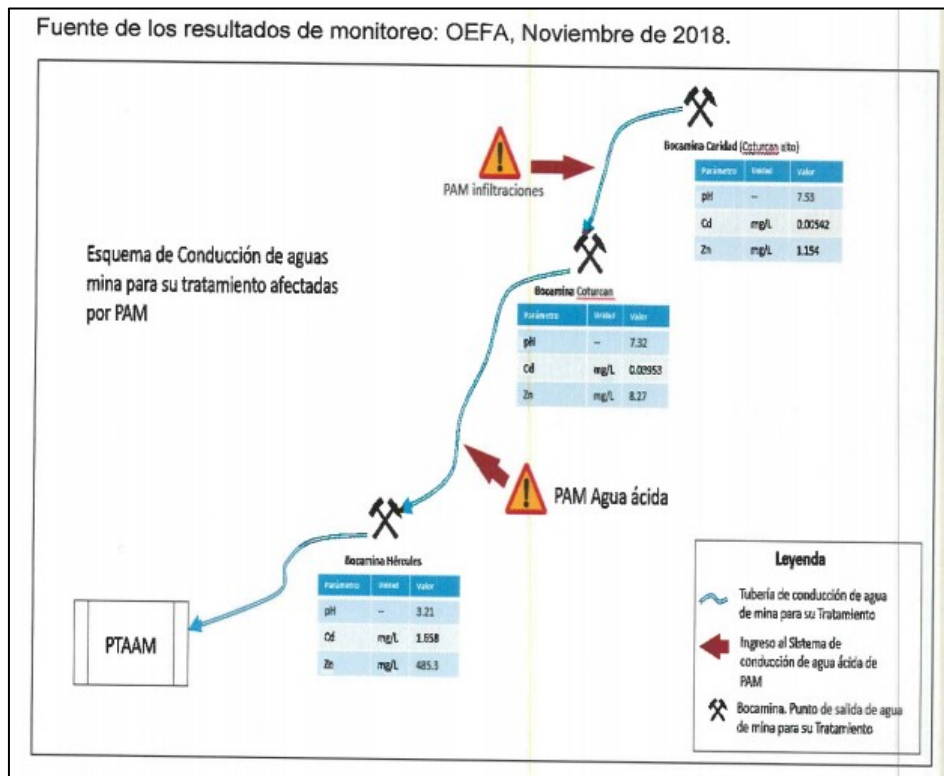 Fuente de los resultados de monitoreo: OEFA, Noviembre de 2018.
Bocamina Caridad (Coturcan alto)
Parámetro Unidad Valor
pH -- 7.53
Cd mg/L 0.00542
Zn mg/L 1.154
PAM infiltraciones
Esquema de Conducción de aguas
mina para su tratamiento afectadas
por PAM
Bocamina Coturcan
Parámetro Unidad Valor
pH -- 7.32
Cd mg/L 0.03953
Zn mg/L 8.27
PAM Agua ácida
Bocamina Hércules
Parámetro Unidad Valor
pH -- 3.21
Cd mg/L 1.658
Zn mg/L 485.3
PTAAM
Leyenda
Tubería de conducción de agua
de mina para su Tratamiento
Ingreso al Sistema de
conducción de agua ácida de
PAM
Bocamina. Punto de salida de agua
de mina para su Tratamiento